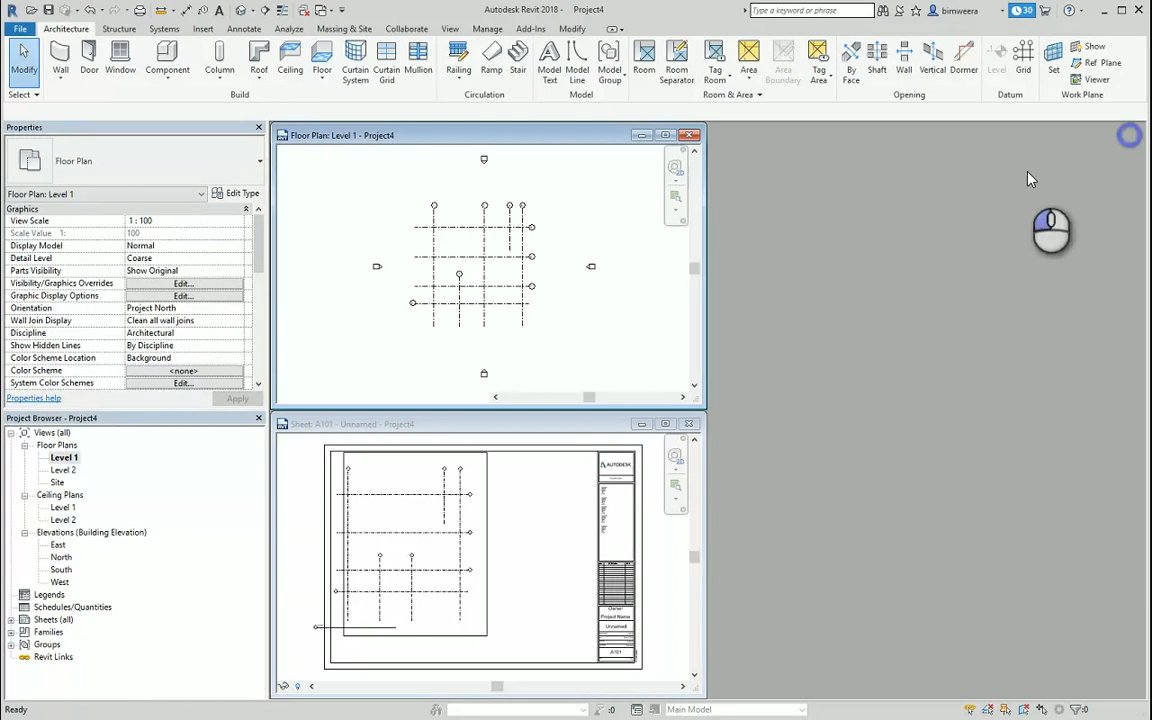 Autodesk Revit 2018 -    Project4
Type a keyword or phrase
bimweera
30
File Architecture Structure Systems Insert Annotate Analyze Massing & Site Collaborate View Manage Add-Ins Modify
Modify Wall Door Window Component Column Roof Ceiling Floor Curtain System Curtain Grid Mullion Railing Ramp Stair Model Text Model Line Model Group Room Room Separator Tag Room Area Area Boundary Tag Area By Face Shaft Wall Vertical Dormer Level Grid Set Show Ref Plane Viewer
Select Build Circulation Model Room & Area Opening Datum Work Plane
Properties
Floor Plan
Floor Plan: Level 1 Edit Type
Graphics
View Scale 1 : 100
Scale Value    1: 100
Display Model Normal
Detail Level Coarse
Parts Visibility Show Original
Visibility/Graphics Overrides Edit...
Graphic Display Options Edit...
Orientation Project North
Wall Join Display Clean all wall joins
Discipline Architectural
Show Hidden Lines By Discipline
Color Scheme Location Background
Color Scheme <none>
System Color Schemes Edit...
Properties help Apply
Project Browser - Project4
Views (all)
Floor Plans
Level 1
Level 2
Site
Ceiling Plans
Level 1
Level 2
Elevations (Building Elevation)
East
North
South
West
Legends
Schedules/Quantities
Sheets (all)
Families
Groups
Revit Links
Floor Plan: Level 1 - Project4
Sheet: A101 - Unnamed - Project4
AUTODESK
Owner
Project Name
Unnamed
A101
Ready :0 Main Model :0